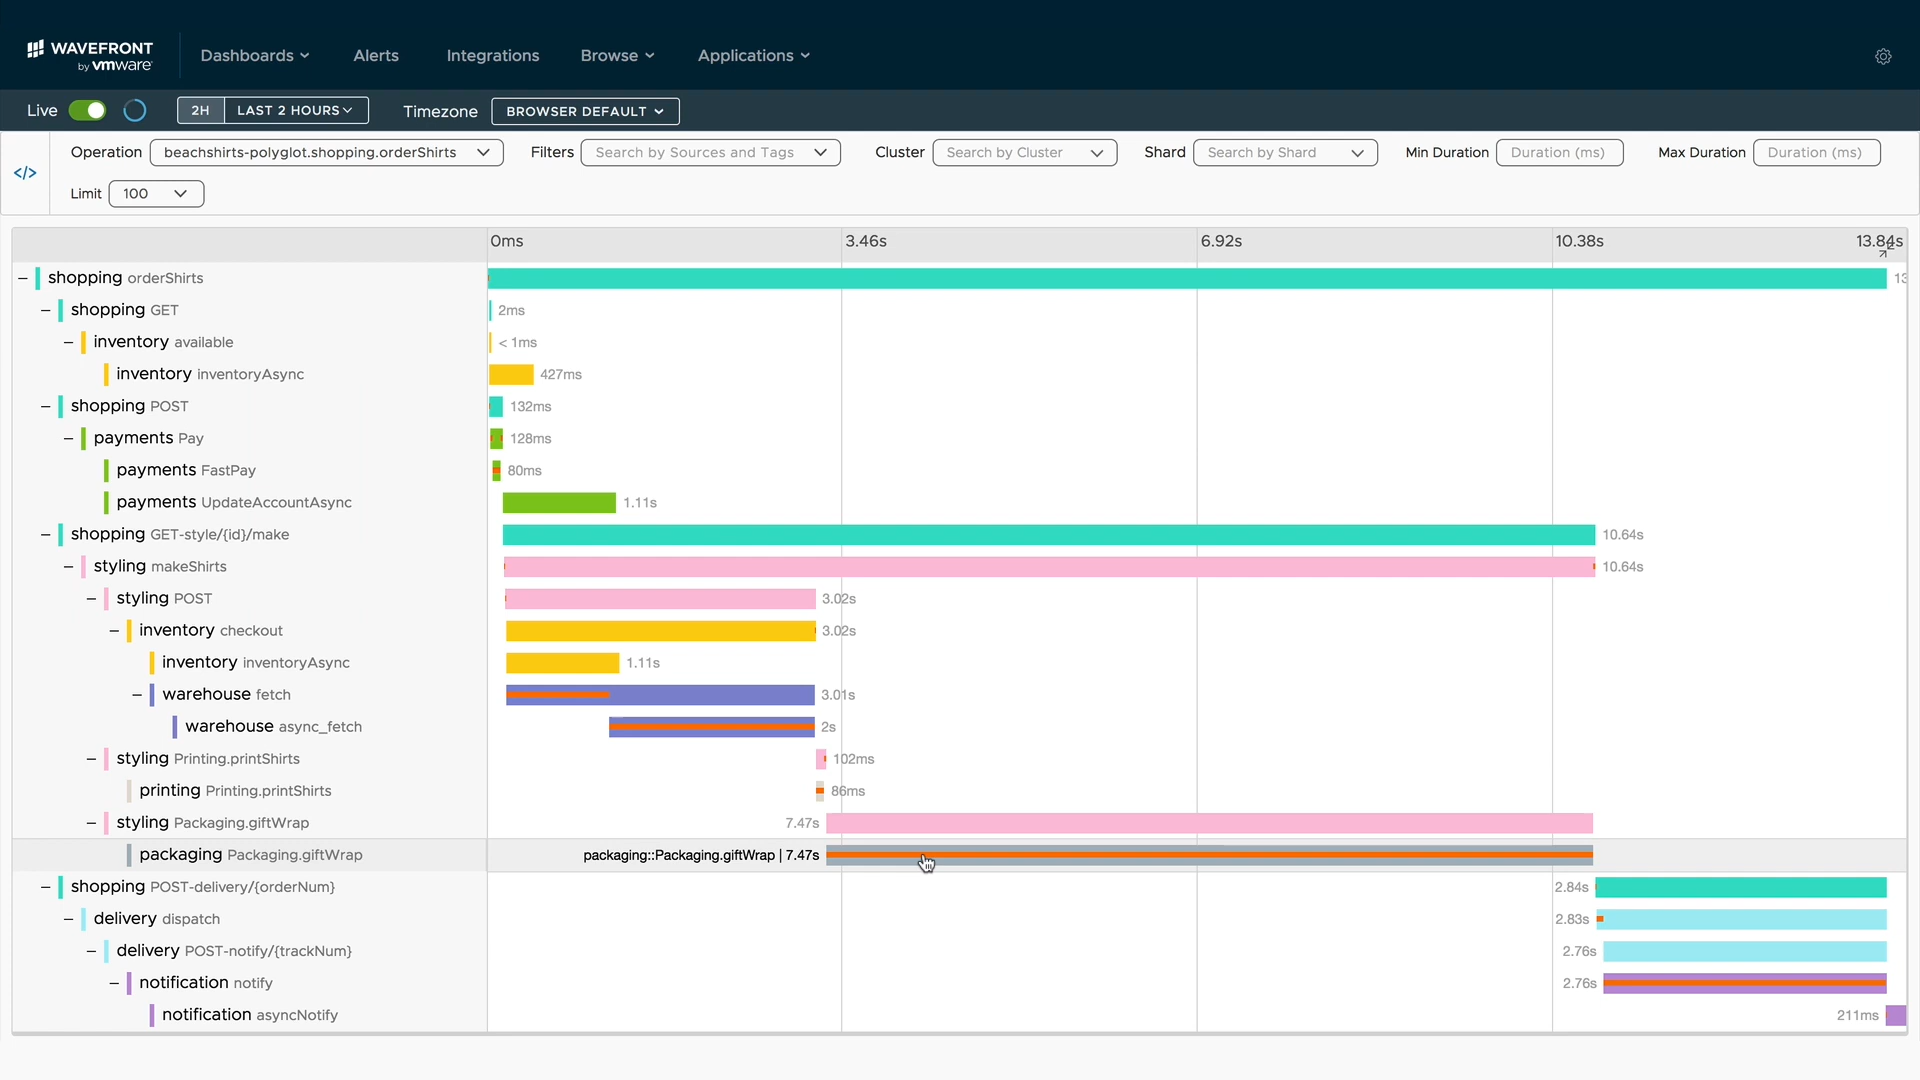 WAVEFRONT
by vmware
Dashboards
Alerts
Integrations
Browse
Applications
Live
2H
LAST 2 HOURS
Timezone
BROWSER DEFAULT
</>
Operation
beachshirts-polyglot.shopping.orderShirts
Filters
Search by Sources and Tags
Cluster
Search by Cluster
Shard
Search by Shard
Min Duration
Duration (ms)
Max Duration
Duration (ms)
Limit
100
0ms
3.46s
6.92s
10.38s
13.84s
shopping orderShirts
13
shopping GET
2ms
inventory available
< 1ms
inventory inventoryAsync
427ms
shopping POST
132ms
payments Pay
128ms
payments FastPay
80ms
payments UpdateAccountAsync
1.11s
shopping GET-style/{id}/make
10.64s
styling makeShirts
10.64s
styling POST
3.02s
inventory checkout
3.02s
inventory inventoryAsync
1.11s
warehouse fetch
3.01s
warehouse async_fetch
2s
styling Printing.printShirts
102ms
printing Printing.printShirts
86ms
styling Packaging.giftWrap
7.47s
packaging Packaging.giftWrap
packaging::Packaging.giftWrap | 7.47s
shopping POST-delivery/{orderNum}
2.84s
delivery dispatch
2.83s
delivery POST-notify/{trackNum}
2.76s
notification notify
2.76s
notification asyncNotify
211ms